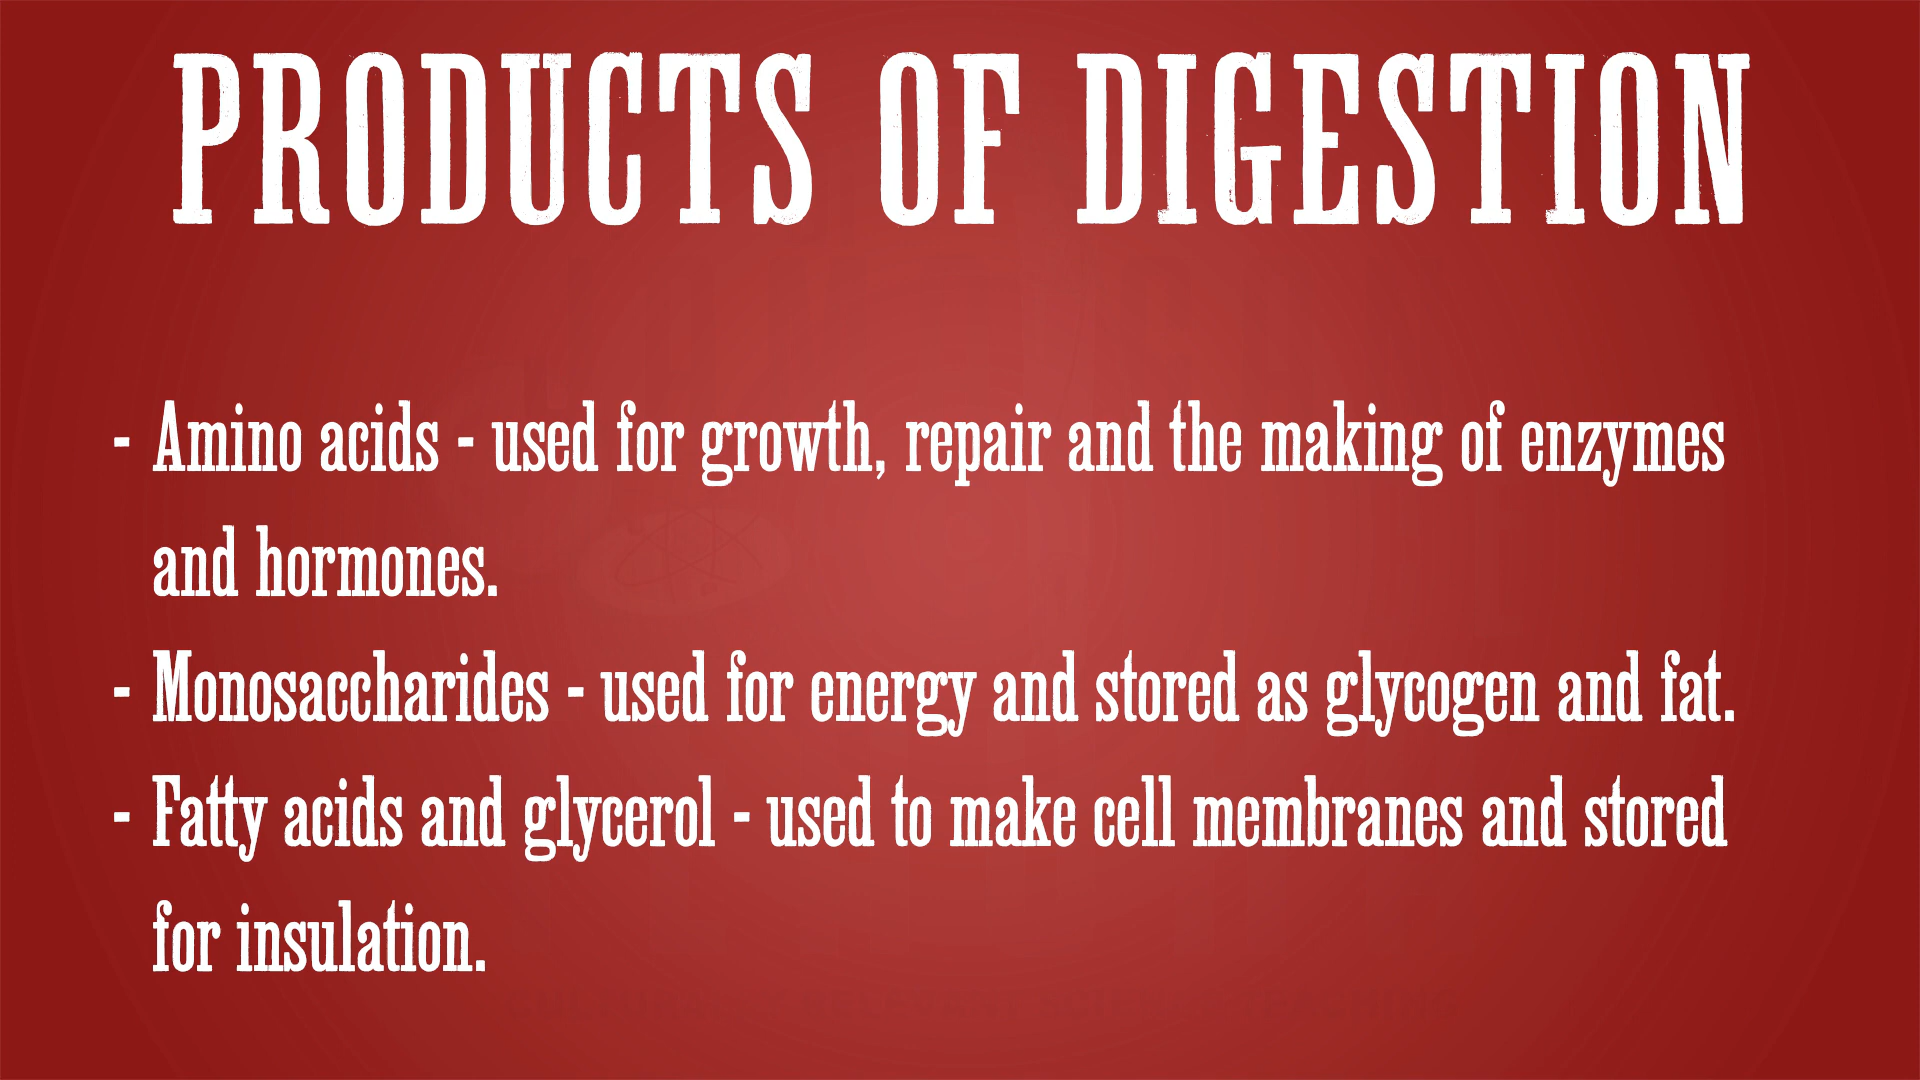 PRODUCTS OF DIGESTION
- Amino acids - used for growth, repair and the making of enzymes
and hormones.
- Monosaccharides - used for energy and stored as glycogen and fat.
- Fatty acids and glycerol - used to make cell membranes and stored
for insulation.